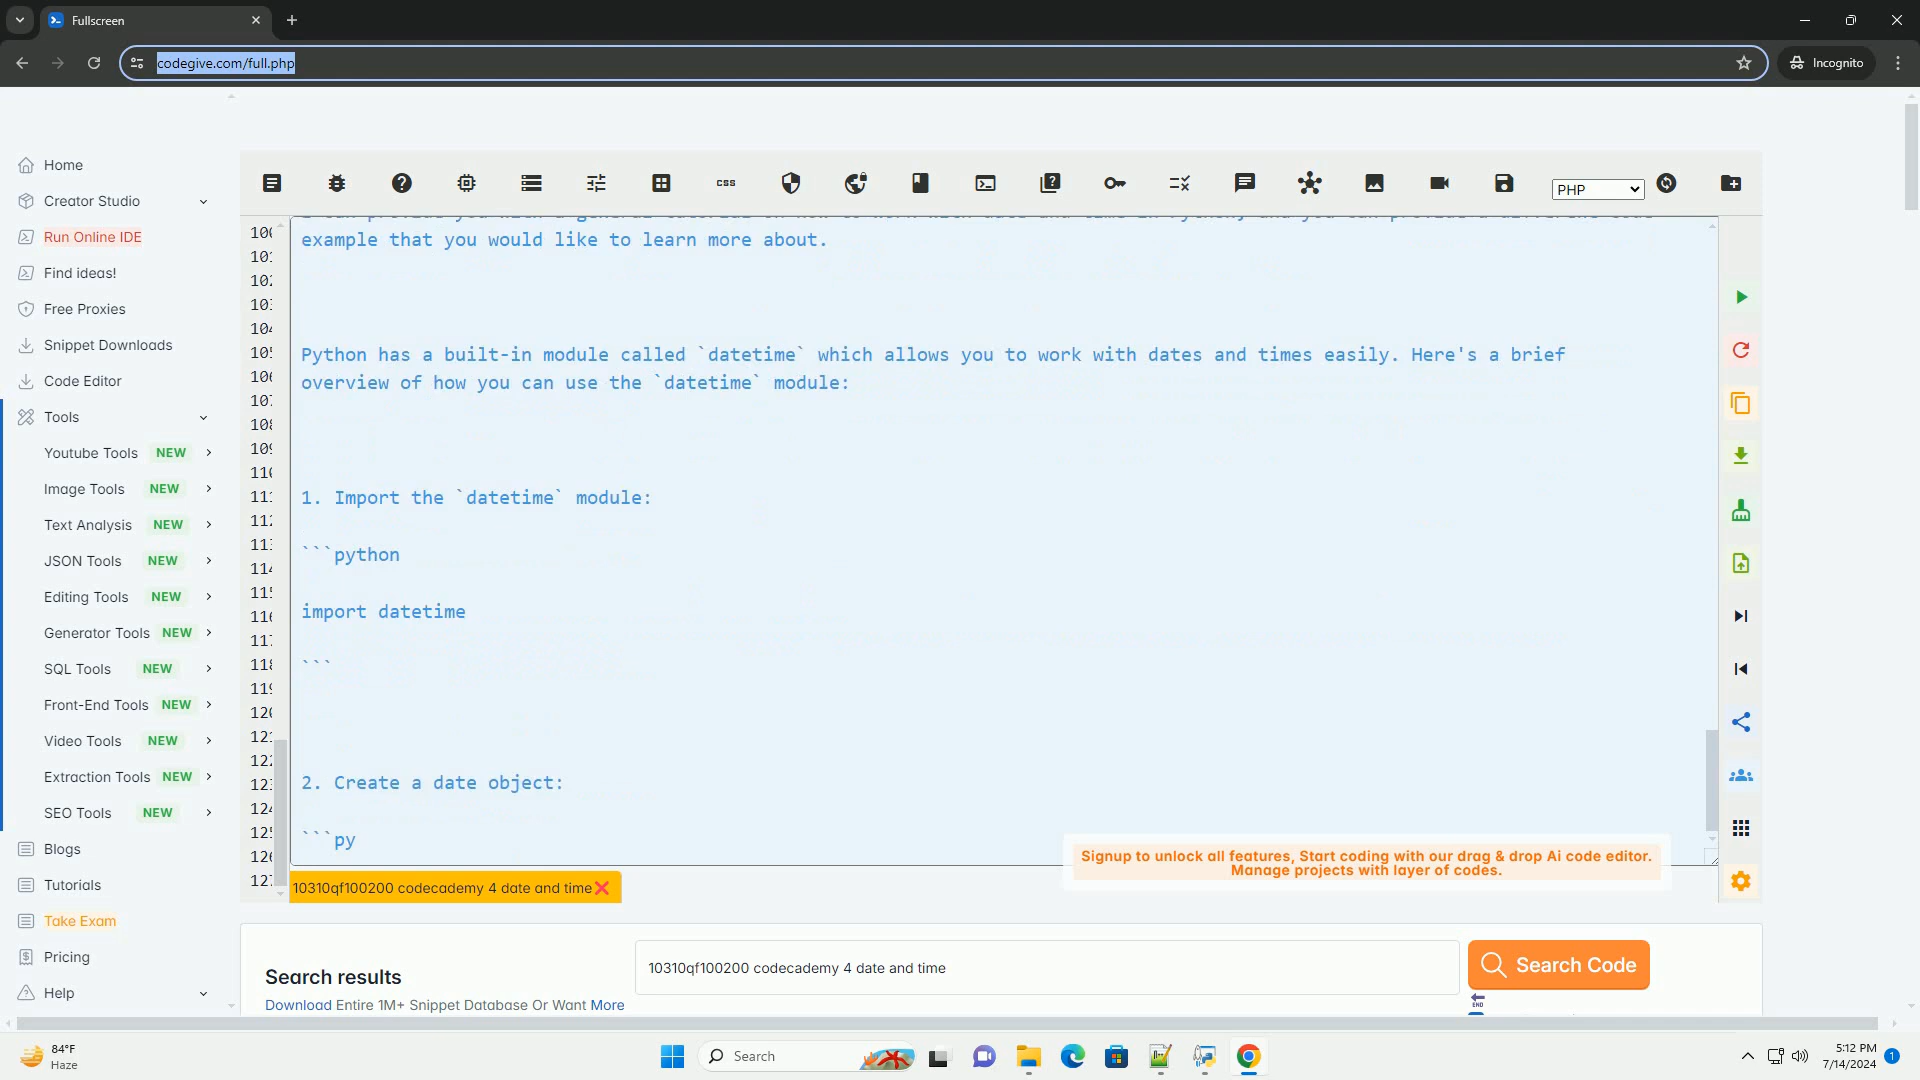 Fullscreen
codegive.com/full.php
Incognito
Home
Creator Studio
Run Online IDE
Find ideas!
Free Proxies
Snippet Downloads
Code Editor
Tools
Youtube Tools NEW
Image Tools NEW
Text Analysis NEW
JSON Tools NEW
Editing Tools NEW
Generator Tools NEW
SQL Tools NEW
Front-End Tools NEW
Video Tools NEW
Extraction Tools NEW
SEO Tools NEW
Blogs
Tutorials
Take Exam
Pricing
Help
css
PHP
example that you would like to learn more about.
Python has a built-in module called `datetime` which allows you to work with dates and times easily. Here's a brief
overview of how you can use the `datetime` module:
1. Import the `datetime` module:
```python
import datetime
```
2. Create a date object:
```py
Signup to unlock all features, Start coding with our drag & drop Ai code editor.
Manage projects with layer of codes.
10310qf100200 codecademy 4 date and time
Search results
Download Entire 1M+ Snippet Database Or Want More
10310qf100200 codecademy 4 date and time
Search Code
END
84°F
Haze
Search
5:12 PM
7/14/2024
1